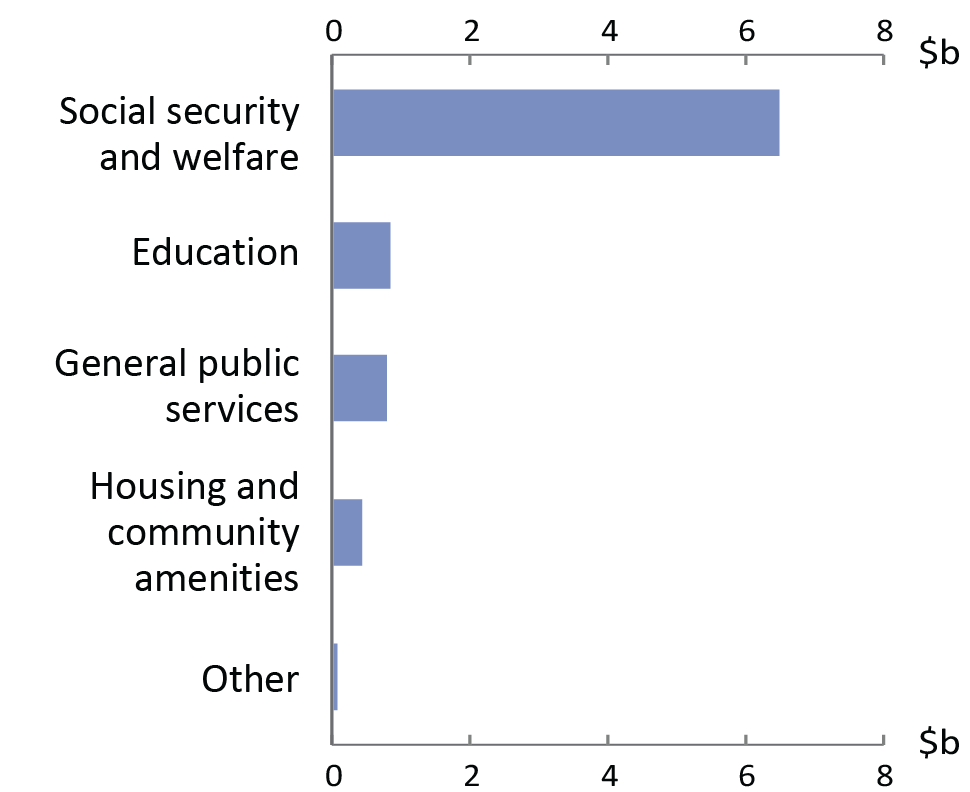 0 2 4 6 8 $b
Social security
and welfare
Education
General public
services
Housing and
community
amenities
Other
0 2 4 6 8 $b